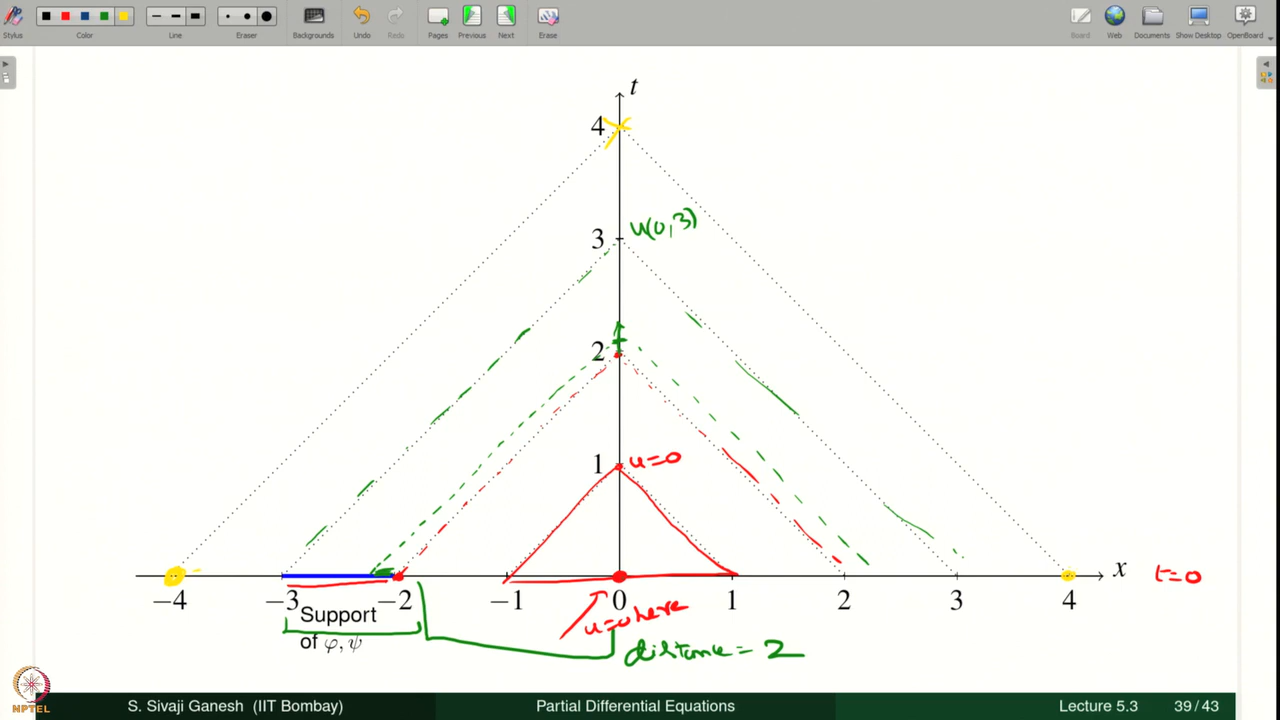 Stylus
Color
Line
Eraser
Backgrounds
Undo
Redo
Pages
Previous
Next
Erase
Board
Web
Documents
Show Desktop
OpenBoard
t
4
3
u(0,3)
2
1
u=0
x
t=0
−4
−3
−2
−1
0
1
2
3
4
Support
of φ, ψ
u=0 here
distance = 2
NPTEL
S. Sivaji Ganesh (IIT Bombay)
Partial Differential Equations
Lecture 5.3
39/43